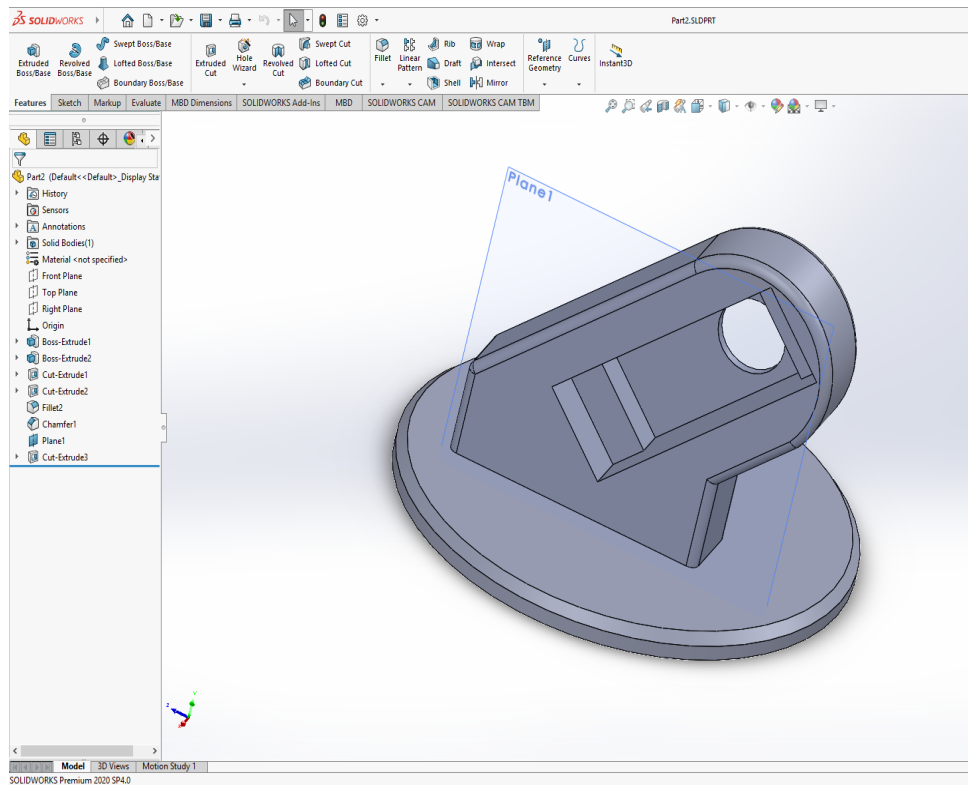 SOLIDWORKS
Part2.SLDPRT
Extruded Boss/Base
Revolved Boss/Base
Swept Boss/Base
Lofted Boss/Base
Boundary Boss/Base
Extruded Cut
Hole Wizard
Revolved Cut
Swept Cut
Lofted Cut
Boundary Cut
Fillet
Linear Pattern
Rib
Draft
Shell
Wrap
Intersect
Mirror
Reference Geometry
Curves
Instant3D
Features Sketch Markup Evaluate MBD Dimensions SOLIDWORKS Add-Ins MBD SOLIDWORKS CAM SOLIDWORKS CAM TBM
Part2 (Default<<Default>_Display Sta
History
Sensors
Annotations
Solid Bodies(1)
Material <not specified>
Front Plane
Top Plane
Right Plane
Origin
Boss-Extrude1
Boss-Extrude2
Cut-Extrude1
Cut-Extrude2
Fillet2
Chamfer1
Plane1
Cut-Extrude3
Plane1
Model 3D Views Motion Study 1
SOLIDWORKS Premium 2020 SP4.0